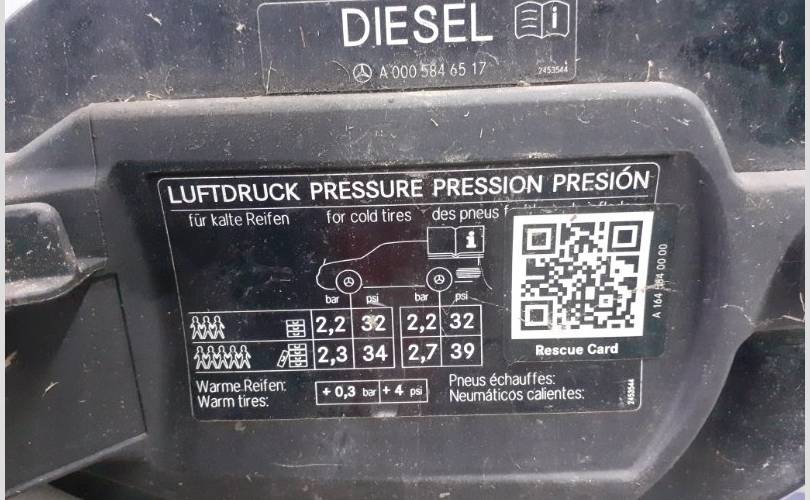 DIESEL
A 000 584 65 17
2453544
LUFTDRUCK PRESSURE PRESSION PRESIÓN
für kalte Reifen for cold tires des pneus
bar psi bar psi
2,2 32 2,2 32
2,3 34 2,7 39
Warme Reifen:
Warm tires:
+ 0,3 bar + 4 psi
Pneus échauffes:
Neumáticos calientes:
2453544
Rescue Card
A 164 584 00 00